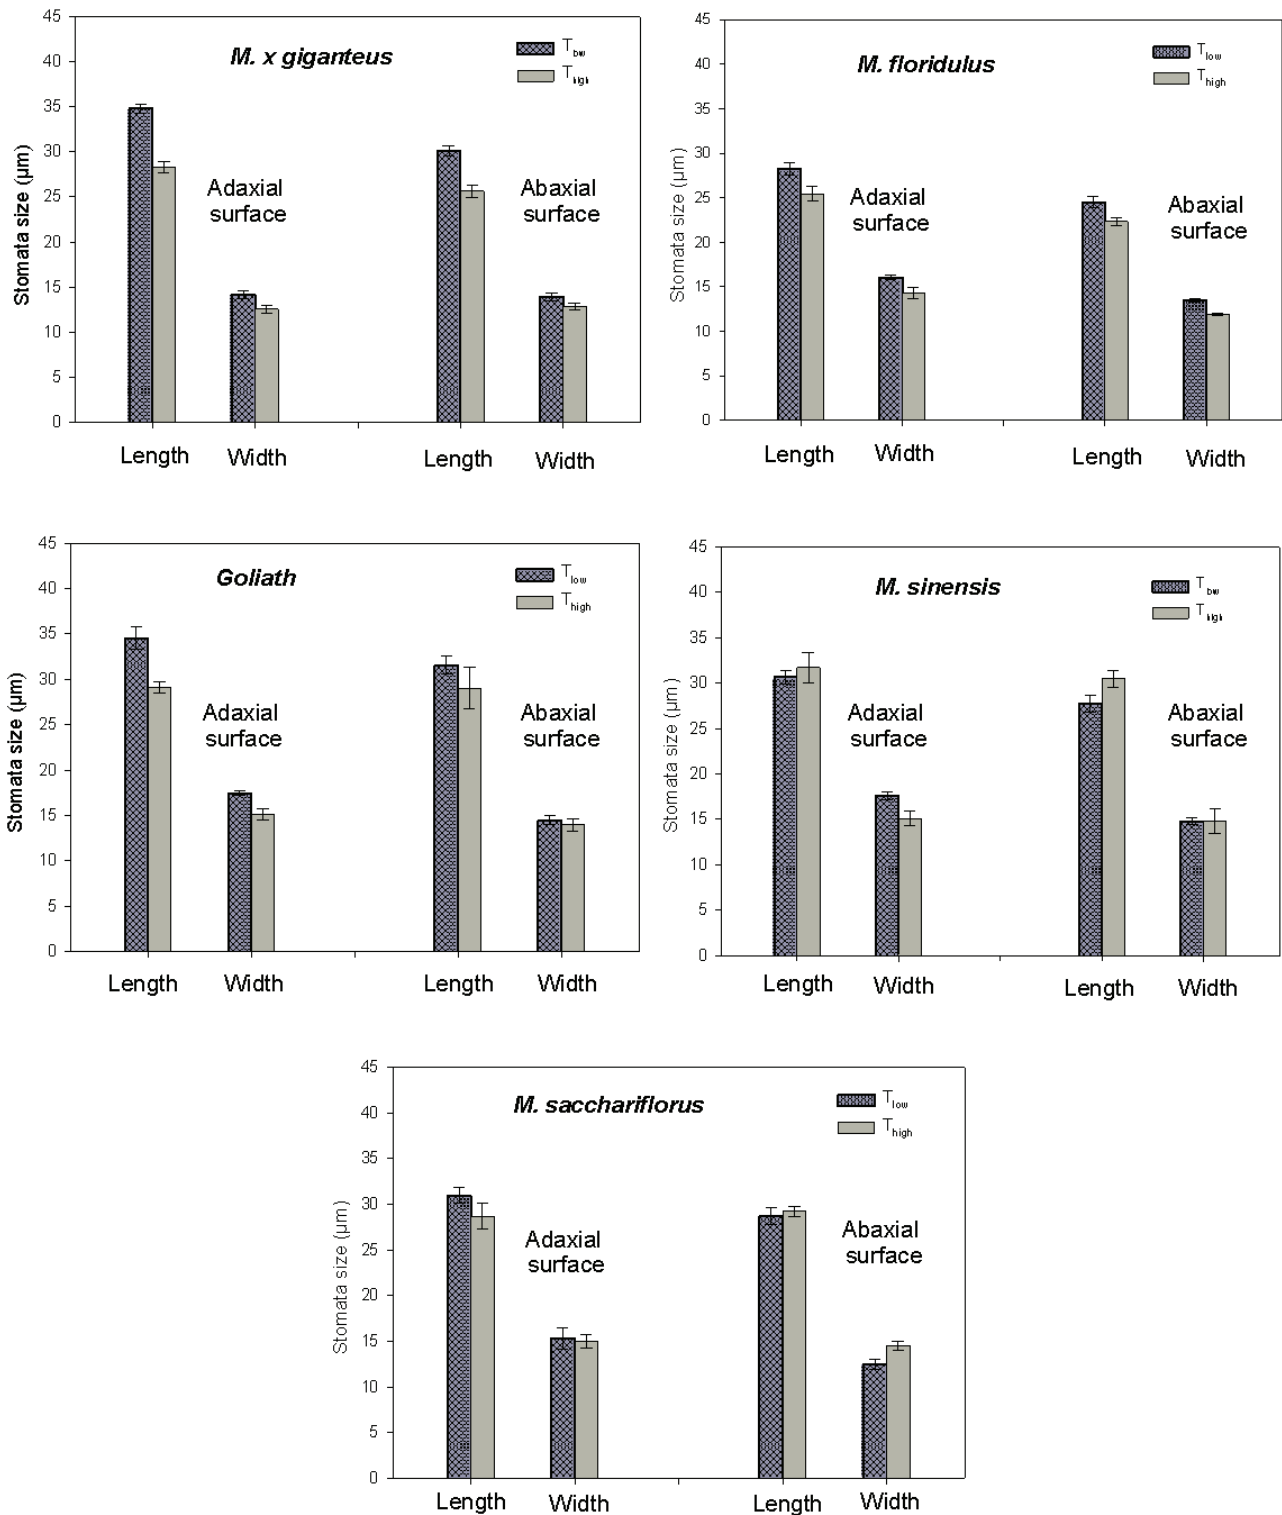 M. x giganteus
T low
T high
Stomata size (µm)
45
40
35
30
25
20
15
10
5
0
Adaxial
surface
Abaxial
surface
Length
Width
Length
Width
M. floridulus
T low
T high
Stomata size (µm)
45
40
35
30
25
20
15
10
5
0
Adaxial
surface
Abaxial
surface
Length
Width
Length
Width
Goliath
T low
T high
Stomata size (µm)
45
40
35
30
25
20
15
10
5
0
Adaxial
surface
Abaxial
surface
Length
Width
Length
Width
M. sinensis
T low
T high
Stomata size (µm)
45
40
35
30
25
20
15
10
5
0
Adaxial
surface
Abaxial
surface
Length
Width
Length
Width
M. sacchariflorus
T low
T high
Stomata size (µm)
45
40
35
30
25
20
15
10
5
0
Adaxial
surface
Abaxial
surface
Length
Width
Length
Width